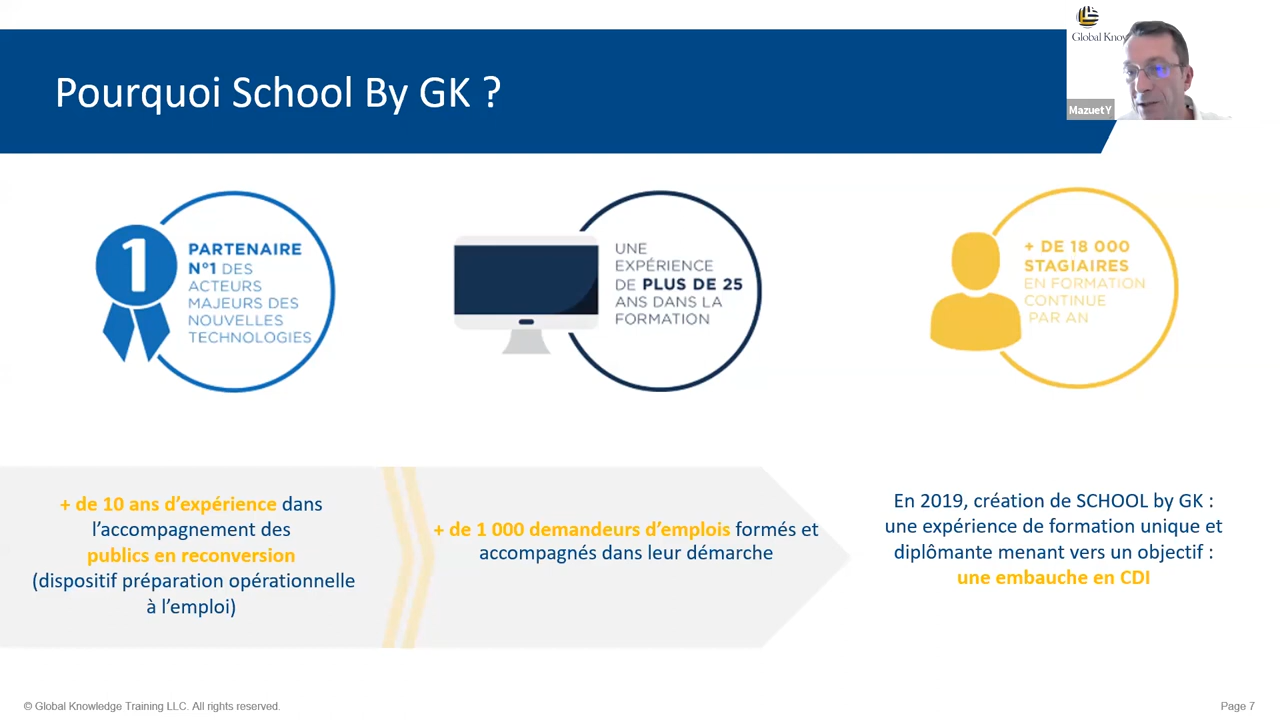 Pourquoi School By GK ?
Global Know
Mazuet Y
1
PARTENAIRE
N°1 DES
ACTEURS
MAJEURS DES
NOUVELLES
TECHNOLOGIES
UNE
EXPÉRIENCE
DE PLUS DE 25
ANS DANS LA
FORMATION
+ DE 18 000
STAGIAIRES
EN FORMATION
CONTINUE
PAR AN
+ de 10 ans d’expérience dans
l’accompagnement des
publics en reconversion
(dispositif préparation opérationnelle
à l’emploi)
+ de 1 000 demandeurs d’emplois formés et
accompagnés dans leur démarche
En 2019, création de SCHOOL by GK :
une expérience de formation unique et
diplômante menant vers un objectif :
une embauche en CDI
© Global Knowledge Training LLC. All rights reserved.
Page 7